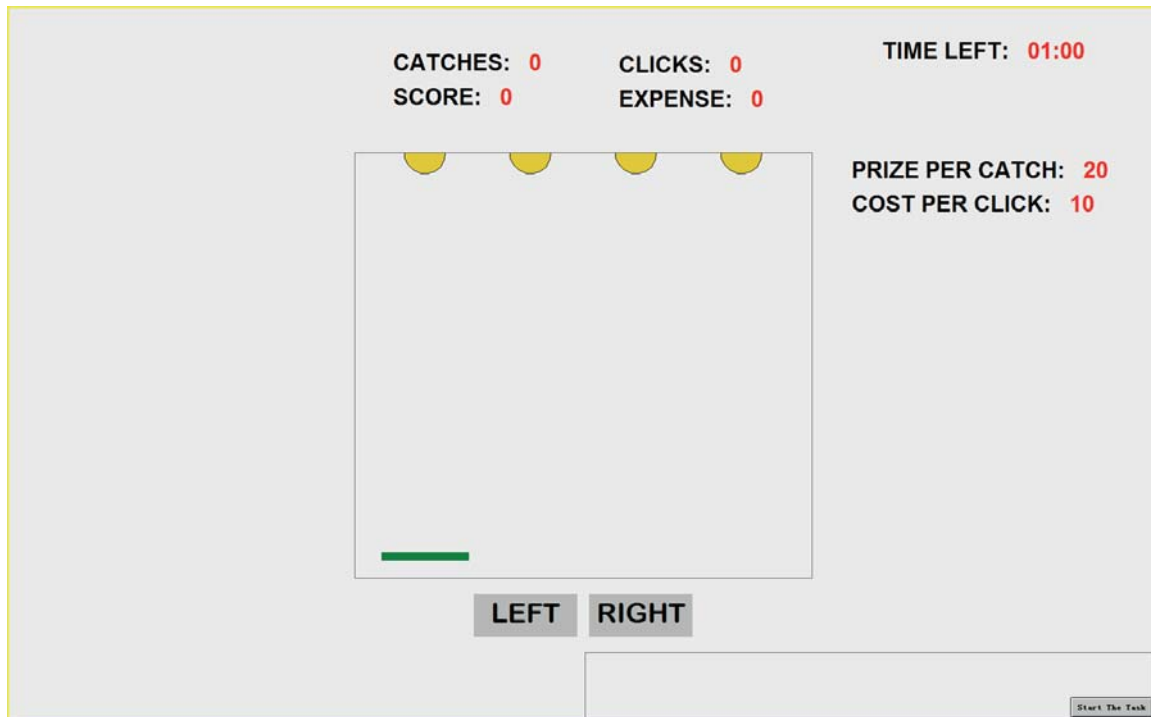 CATCHES: 0 CLICKS: 0 TIME LEFT: 01:00
SCORE: 0 EXPENSE: 0
PRIZE PER CATCH: 20
COST PER CLICK: 10
LEFT RIGHT
Start The Task